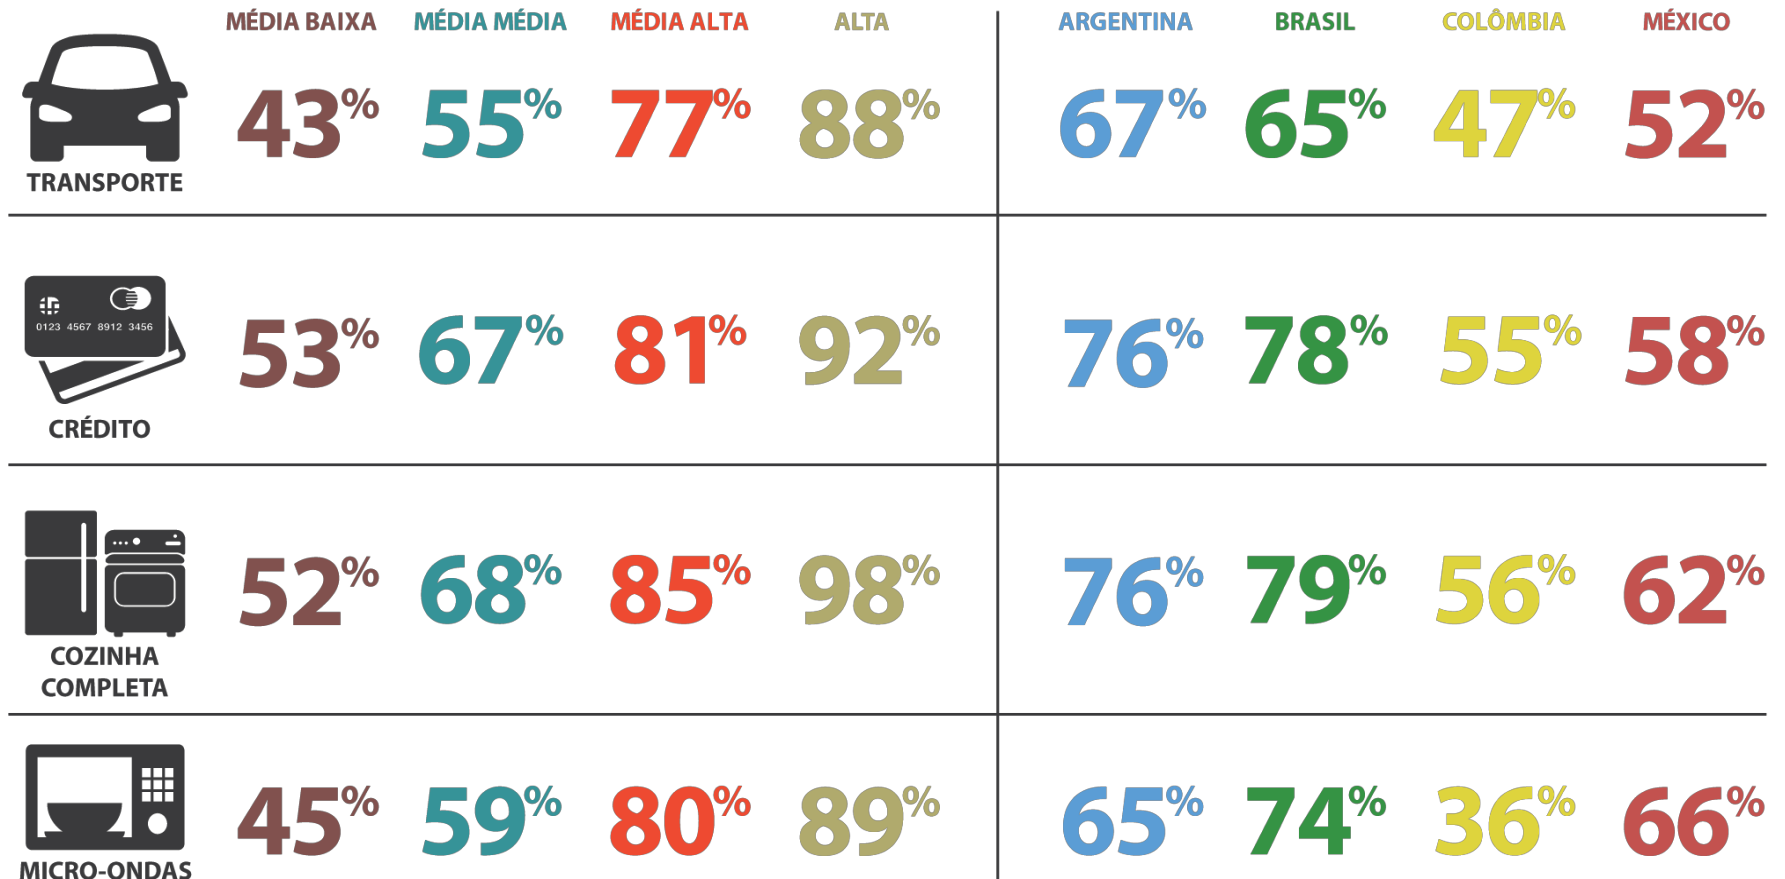 MÉDIA BAIXA MÉDIA MÉDIA MÉDIA ALTA ALTA ARGENTINA BRASIL COLÔMBIA MÉXICO
43% 55% 77% 88% 67% 65% 47% 52%
TRANSPORTE
0123 4567 8912 3456
53% 67% 81% 92% 76% 78% 55% 58%
CRÉDITO
52% 68% 85% 98% 76% 79% 56% 62%
COZINHA
COMPLETA
45% 59% 80% 89% 65% 74% 36% 66%
MICRO-ONDAS